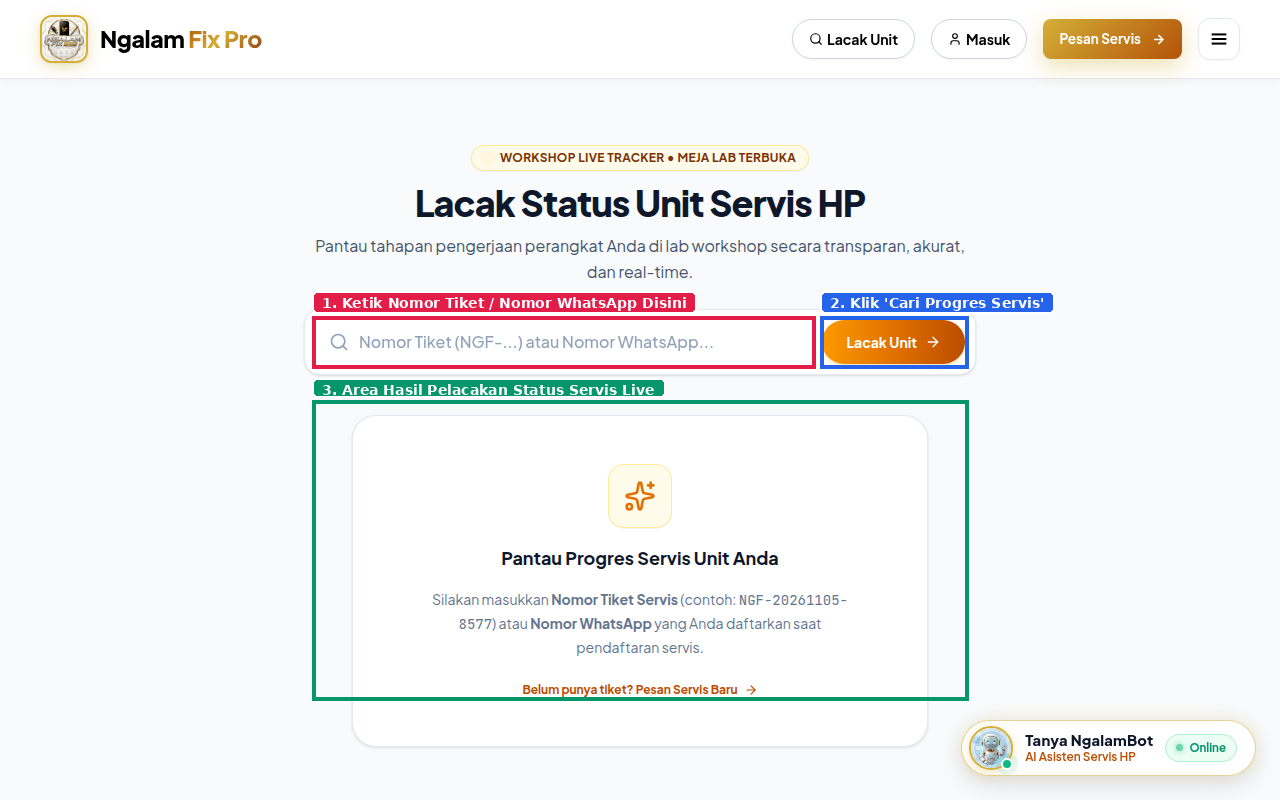 Ngalam Fix Pro
Lacak Unit
Masuk
Pesan Servis
WORKSHOP LIVE TRACKER • MEJA LAB TERBUKA
Lacak Status Unit Servis HP
Pantau tahapan pengerjaan perangkat Anda di lab workshop secara transparan, akurat,
dan real-time.
1. Ketik Nomor Tiket / Nomor WhatsApp Disini
2. Klik 'Cari Progres Servis'
Nomor Tiket (NGF-...) atau Nomor WhatsApp...
Lacak Unit
3. Area Hasil Pelacakan Status Servis Live
Pantau Progres Servis Unit Anda
Silakan masukkan Nomor Tiket Servis (contoh: NGF-20261105-
8577) atau Nomor WhatsApp yang Anda daftarkan saat
pendaftaran servis.
Belum punya tiket? Pesan Servis Baru
Tanya NgalamBot
AI Asisten Servis HP
Online